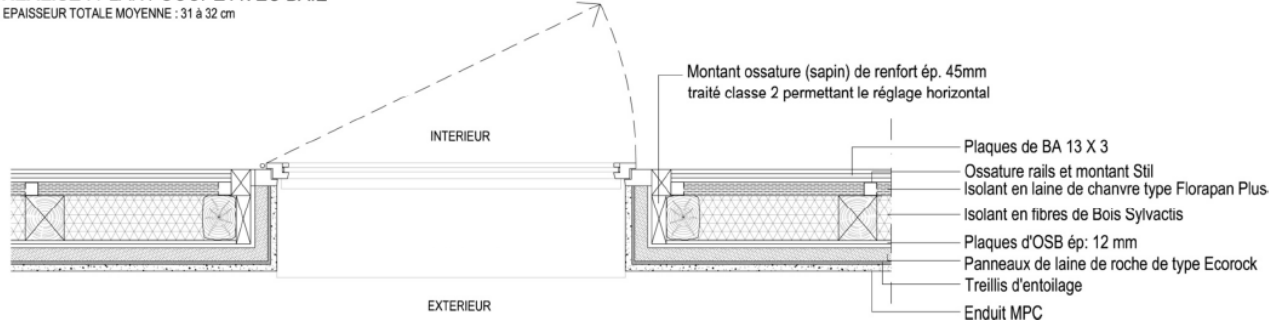 EPAISSEUR TOTALE MOYENNE : 31 à 32 cm
Montant ossature (sapin) de renfort ép. 45mm
traité classe 2 permettant le réglage horizontal
INTERIEUR
Plaques de BA 13 X 3
Ossature rails et montant Stil
Isolant en laine de chanvre type Florapan Plus
Isolant en fibres de Bois Sylvactis
Plaques d'OSB ép: 12 mm
Panneaux de laine de roche de type Ecorock
Treillis d'entoilage
EXTERIEUR
Enduit MPC